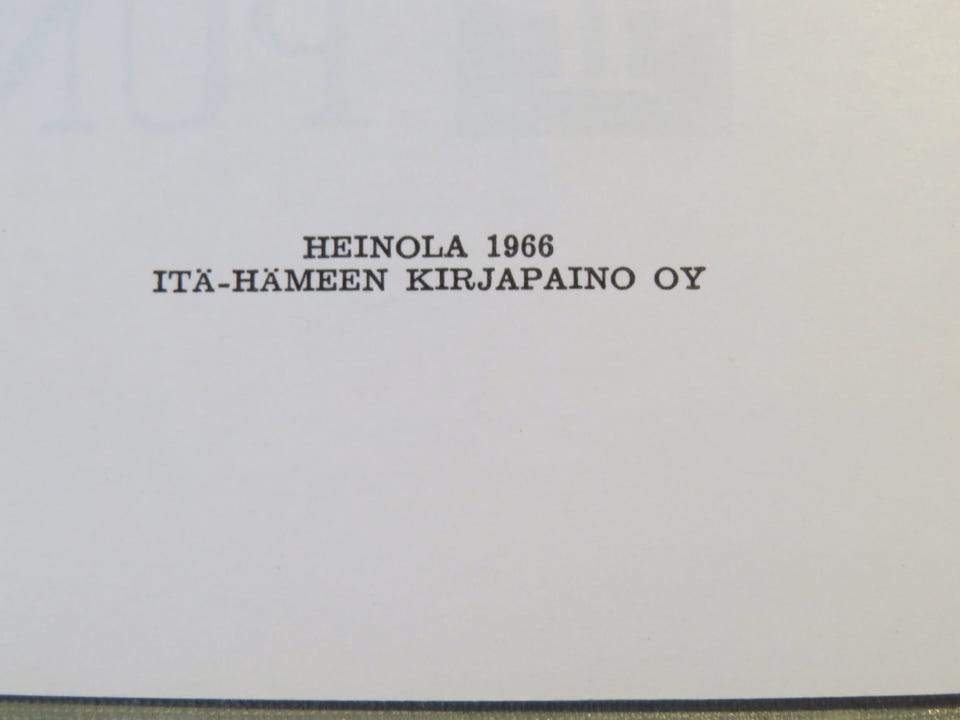 HEINOLA 1966
ITÄ-HÄMEEN KIRJAPAINO OY